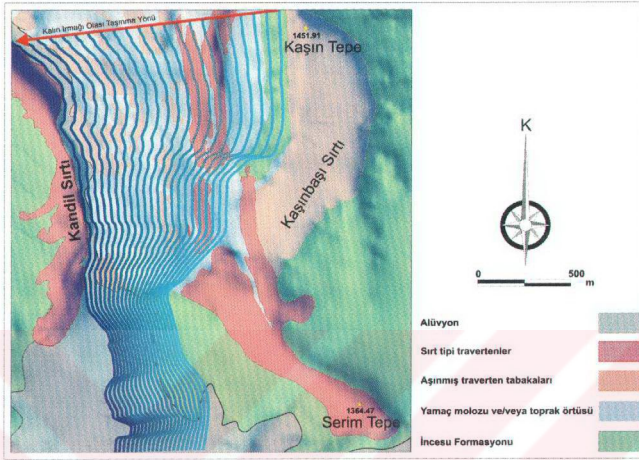 Kalın Irmağı Olası Taşınma Yönü
1451.91
Kaşın Tepe
Kandil Sırtı
Kaşınbaşı Sırtı
1364.47
Serim Tepe
K
0 500
m
Alüvyon
Sırt tipi travertenler
Aşınmış traverten tabakaları
Yamaç molozu ve/veya toprak örtüsü
İncesu Formasyonu